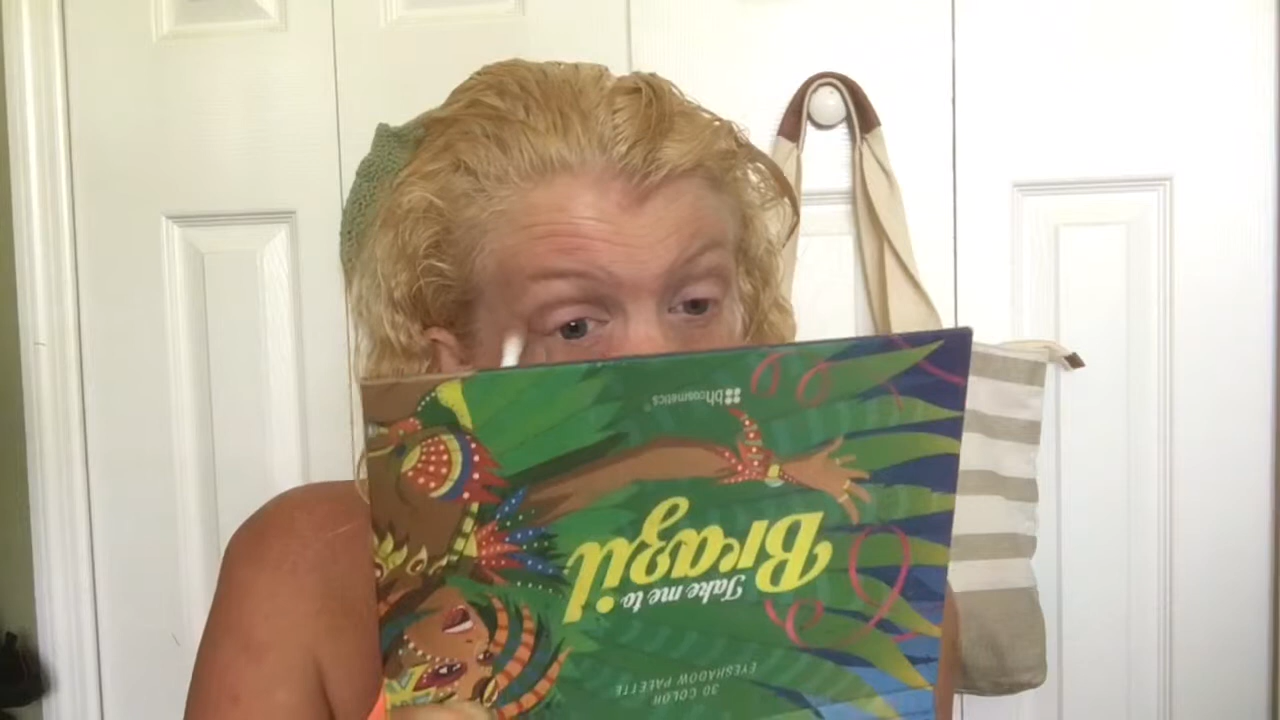 Take me to
Brazil
30 COLOR
EYESHADOW PALETTE
bhcosmetics®